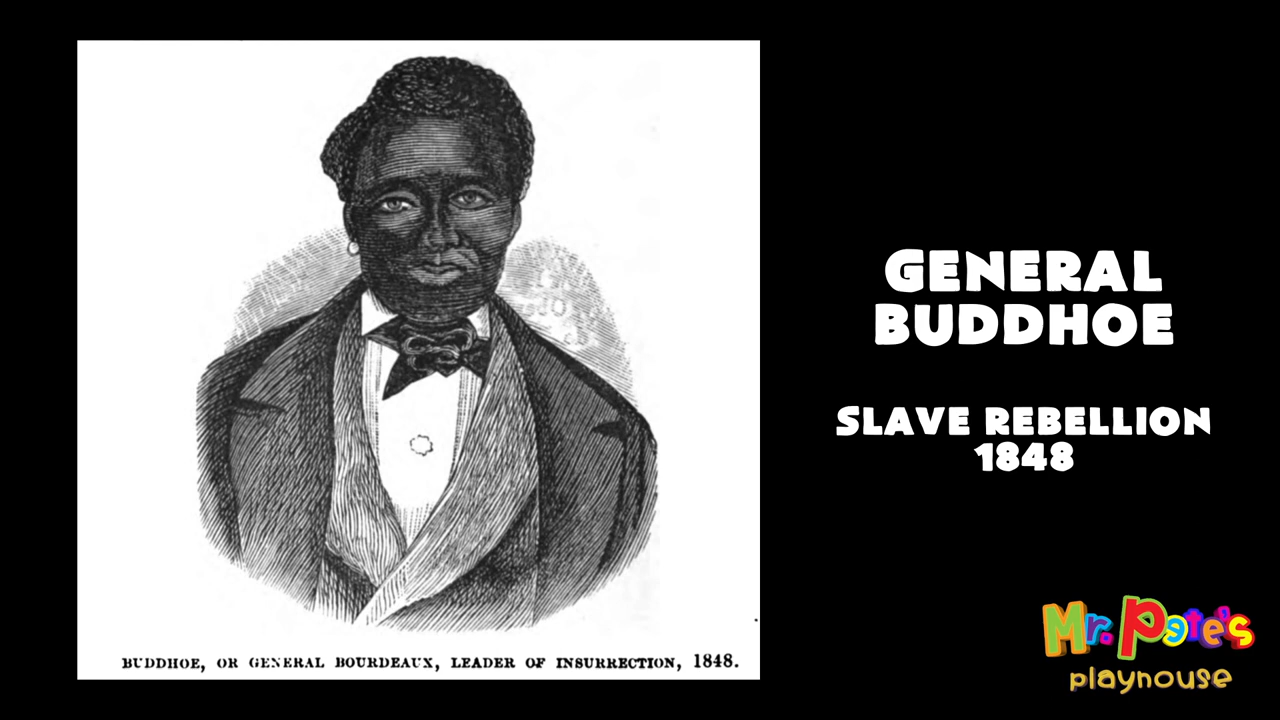 GENERAL
BUDDHOE
SLAVE REBELLION
1848
BUDDHOE, OR GENERAL BOURDEAUX, LEADER OF INSURRECTION, 1848.
Mr. Pete's
playhouse